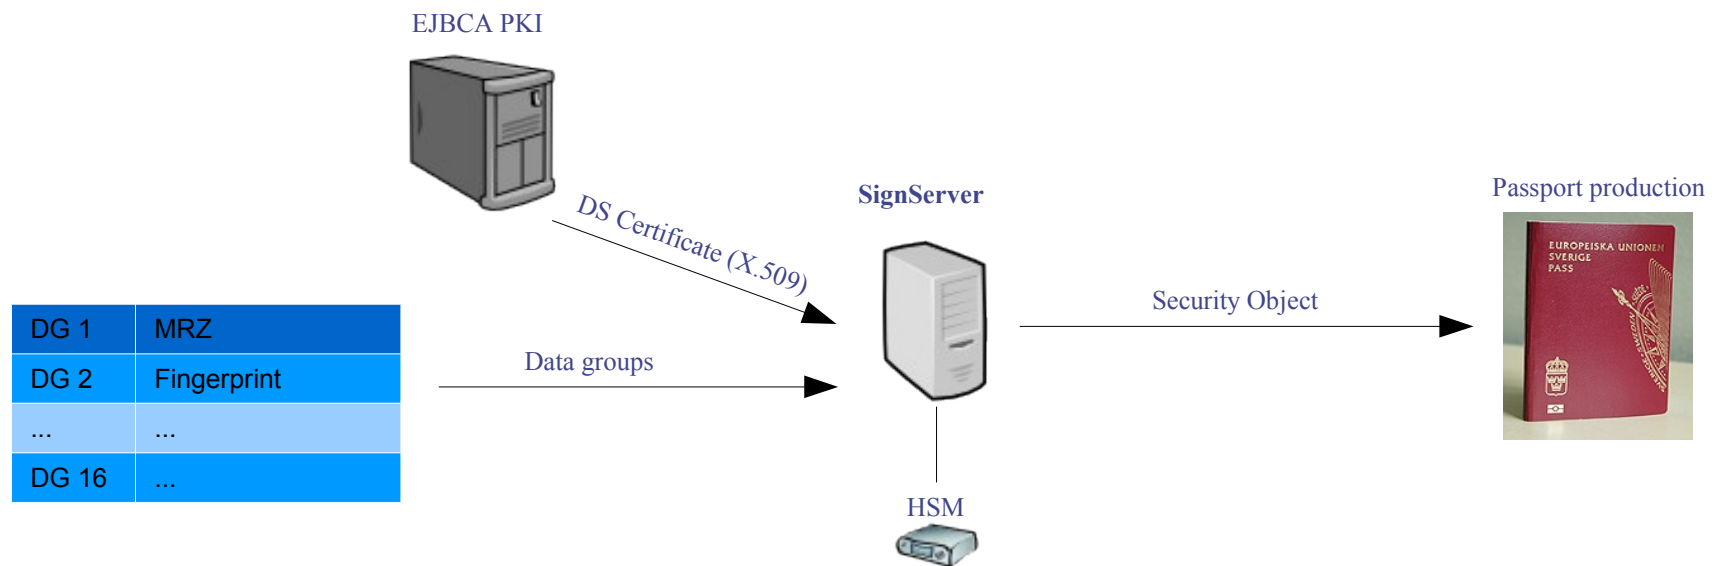 EJBCA PKI
DS Certificate (X.509)
SignServer
Passport production
EUROPEISKA UNIONEN
SVERIGE
PASS
DG 1 MRZ
DG 2 Fingerprint
... ...
DG 16 ...
Data groups
Security Object
HSM